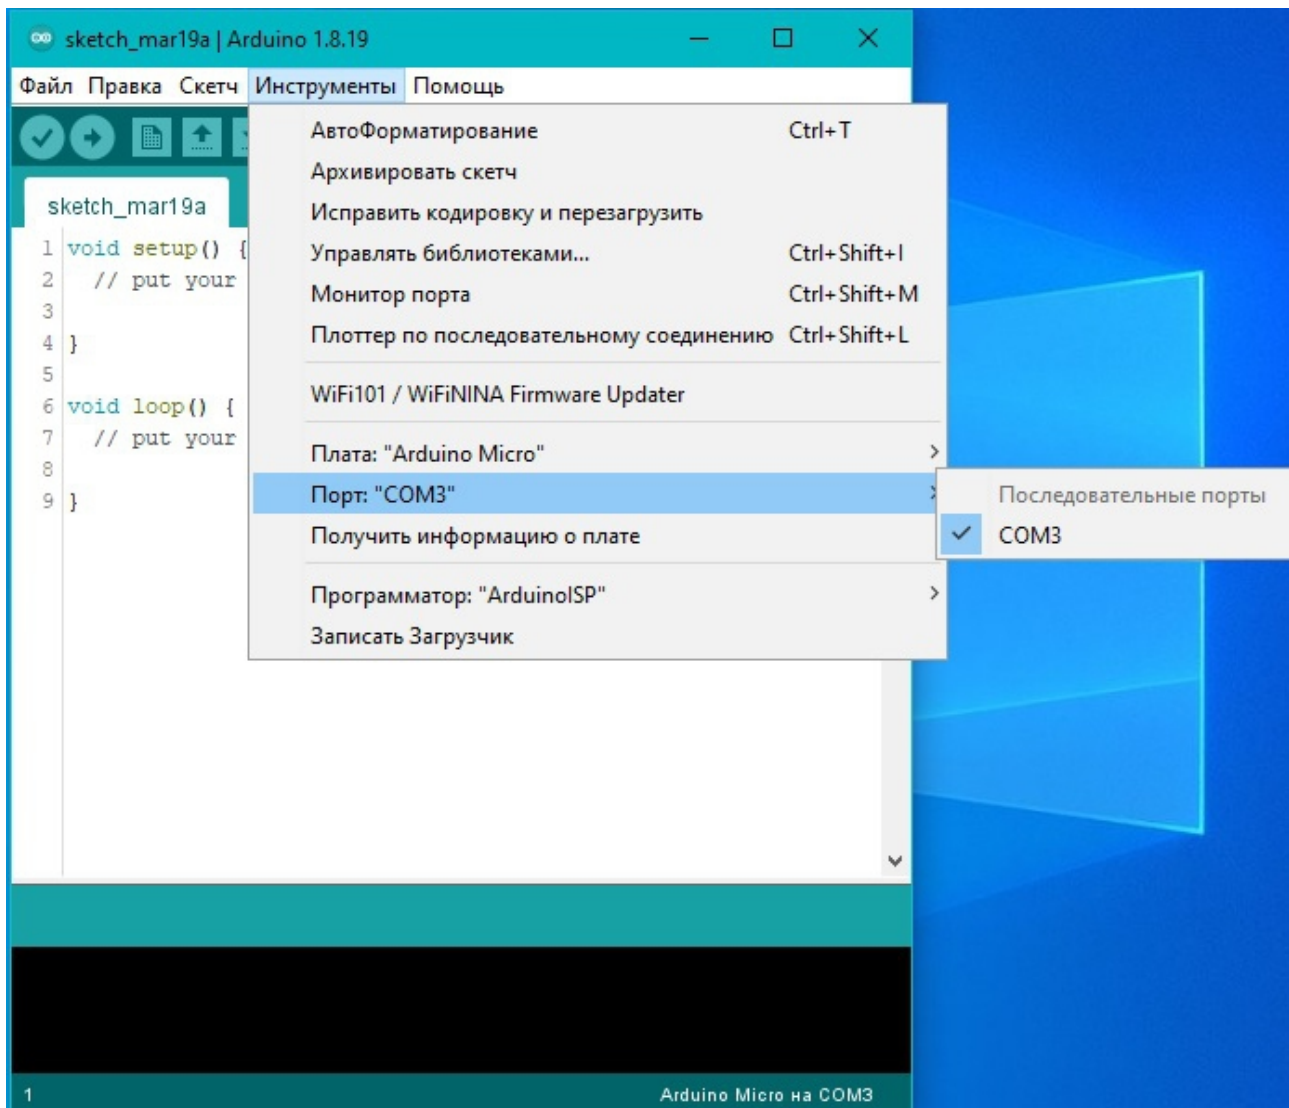 sketch_mar19a | Arduino 1.8.19
Файл Правка Скетч Инструменты Помощь
АвтоФорматирование Ctrl+T
Архивировать скетч
Исправить кодировку и перезагрузить
Управлять библиотеками... Ctrl+Shift+I
Монитор порта Ctrl+Shift+M
Плоттер по последовательному соединению Ctrl+Shift+L
WiFi101 / WiFiNINA Firmware Updater
Плата: "Arduino Micro"
Порт: "COM3"
Получить информацию о плате
Программатор: "ArduinoISP"
Записать Загрузчик
Последовательные порты
COM3
sketch_mar19a
1 void setup() {
2 // put your
3
4 }
5
6 void loop() {
7 // put your
8
9 }
1 Arduino Micro на COM3